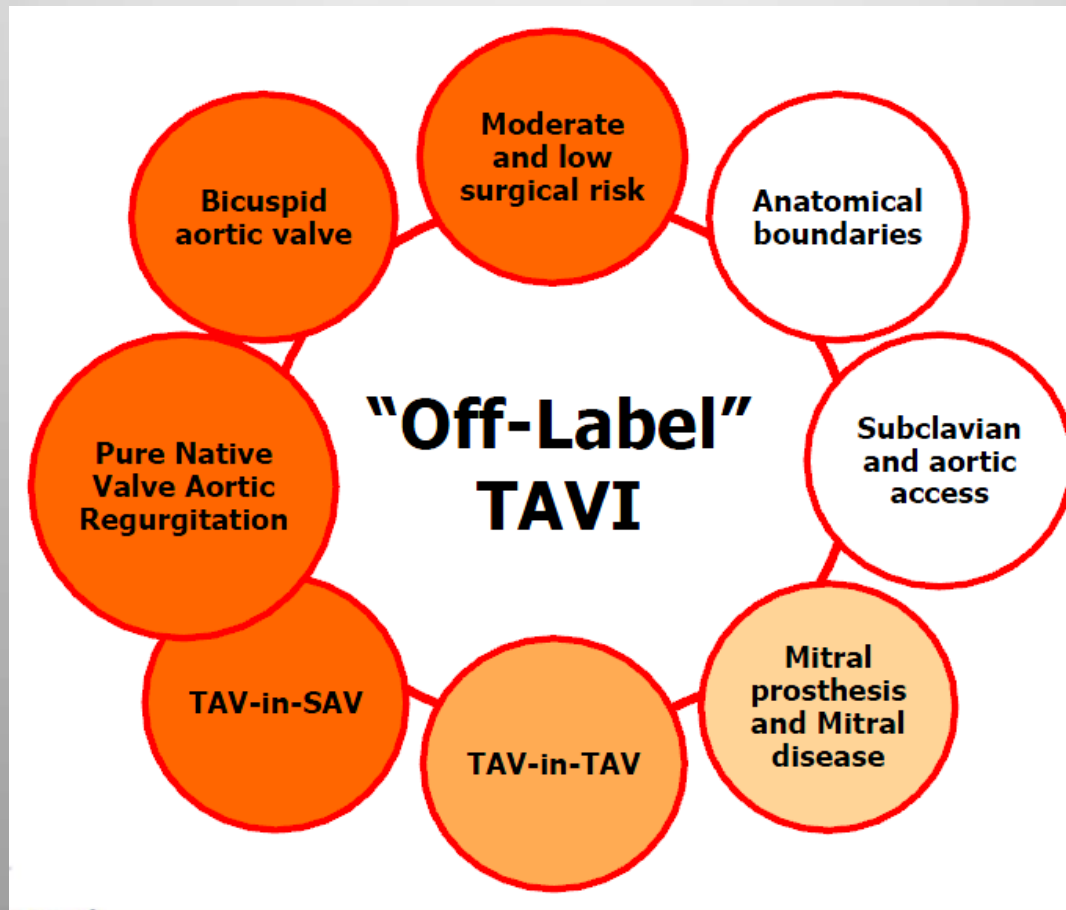 Moderate
and low
surgical risk
Anatomical
boundaries
Subclavian
and aortic
access
Mitral
prosthesis
and Mitral
disease
TAV-in-TAV
TAV-in-SAV
Pure Native
Valve Aortic
Regurgitation
Bicuspid
aortic valve
“Off-Label”
TAVI